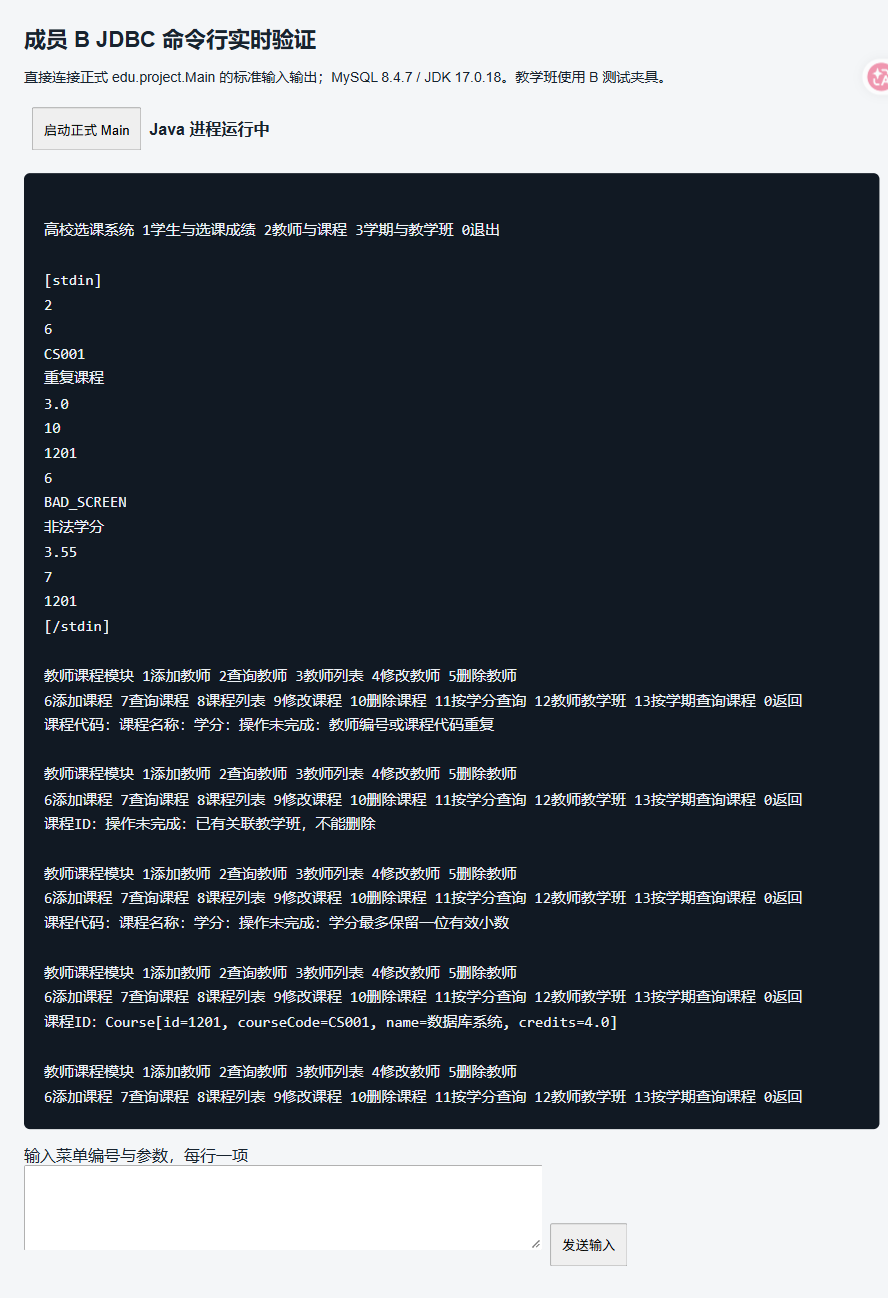 成员 B JDBC 命令行实时验证
直接连接正式 edu.project.Main 的标准输入输出；MySQL 8.4.7 / JDK 17.0.18。教学班使用 B 测试夹具。
启动正式 Main Java 进程运行中
高校选课系统 1学生与选课成绩 2教师与课程 3学期与教学班 0退出
[stdin]
2
6
CS001
重复课程
3.0
10
1201
6
BAD_SCREEN
非法学分
3.55
7
1201
[/stdin]
教师课程模块 1添加教师 2查询教师 3教师列表 4修改教师 5删除教师
6添加课程 7查询课程 8课程列表 9修改课程 10删除课程 11按学分查询 12教师教学班 13按学期查询课程 0返回
课程代码：课程名称：学分：操作未完成：教师编号或课程代码重复
教师课程模块 1添加教师 2查询教师 3教师列表 4修改教师 5删除教师
6添加课程 7查询课程 8课程列表 9修改课程 10删除课程 11按学分查询 12教师教学班 13按学期查询课程 0返回
课程ID：操作未完成：已有关联教学班，不能删除
教师课程模块 1添加教师 2查询教师 3教师列表 4修改教师 5删除教师
6添加课程 7查询课程 8课程列表 9修改课程 10删除课程 11按学分查询 12教师教学班 13按学期查询课程 0返回
课程代码：课程名称：学分：操作未完成：学分最多保留一位有效小数
教师课程模块 1添加教师 2查询教师 3教师列表 4修改教师 5删除教师
6添加课程 7查询课程 8课程列表 9修改课程 10删除课程 11按学分查询 12教师教学班 13按学期查询课程 0返回
课程ID：Course[id=1201, courseCode=CS001, name=数据库系统, credits=4.0]
教师课程模块 1添加教师 2查询教师 3教师列表 4修改教师 5删除教师
6添加课程 7查询课程 8课程列表 9修改课程 10删除课程 11按学分查询 12教师教学班 13按学期查询课程 0返回
输入菜单编号与参数，每行一项
发送输入